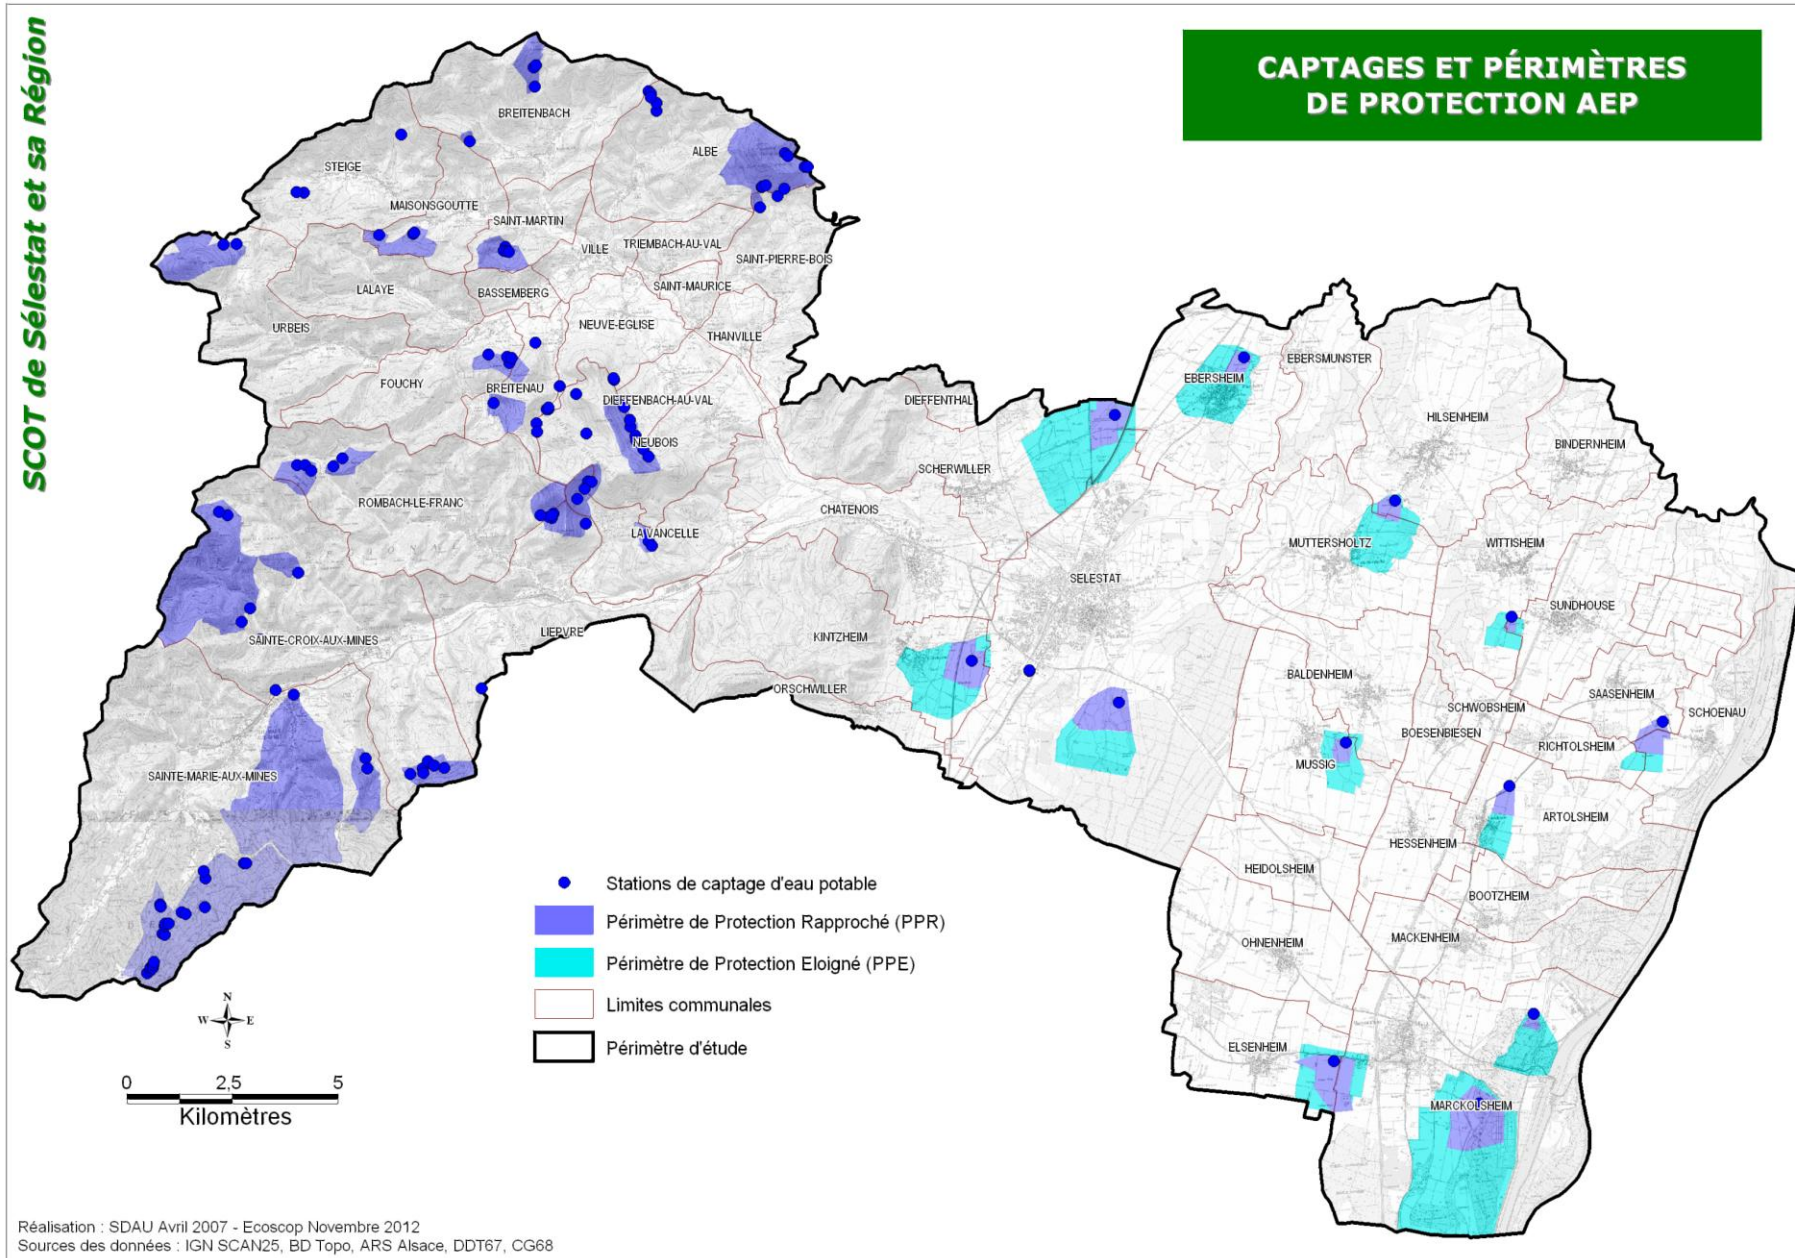 SCOT de Sélestat et sa Région
CAPTAGES ET PÉRIMÈTRES
DE PROTECTION AEP
BREITENBACH
STEIGE
ALBE
MAISONSGOUTTE
SAINT-MARTIN
VILLE
TRIEMBACH-AU-VAL
SAINT-PIERRE-BOIS
LALAYE
BASSEMBERG
SAINT-MAURICE
URBEIS
NEUVE-EGLISE
THANVILLE
FOUCHY
BREITENAU
DIEFFENBACH-AU-VAL
NEUBOIS
DIEFFENTHAL
SCHERWILLER
ROMBACH-LE-FRANC
LA VANCELLE
CHATENOIS
SELESTAT
SAINTE-CROIX-AUX-MINES
LIEPVRE
KINTZHEIM
ORSCHWILLER
SAINTE-MARIE-AUX-MINES
EBERSHEIM
EBERSMUNSTER
HILSENHEIM
BINDERNHEIM
MUTTERSHOLTZ
WITTISHEIM
SUNDHOUSE
BALDENHEIM
SAASENHEIM
SCHWOBSHEIM
SCHOENAU
BOESENBIESEN
RICHTOLSHEIM
MUSSIG
ARTOLSHEIM
HESSENHEIM
HEIDOLSHEIM
BOOTZHEIM
OHNENHEIM
MACKENHEIM
ELSENHEIM
MARCKOLSHEIM
Stations de captage d'eau potable
Périmètre de Protection Rapproché (PPR)
Périmètre de Protection Eloigné (PPE)
Limites communales
Périmètre d'étude
N
W E
S
0 2,5 5
Kilomètres
Réalisation : SDAU Avril 2007 - Ecoscop Novembre 2012
Sources des données : IGN SCAN25, BD Topo, ARS Alsace, DDT67, CG68